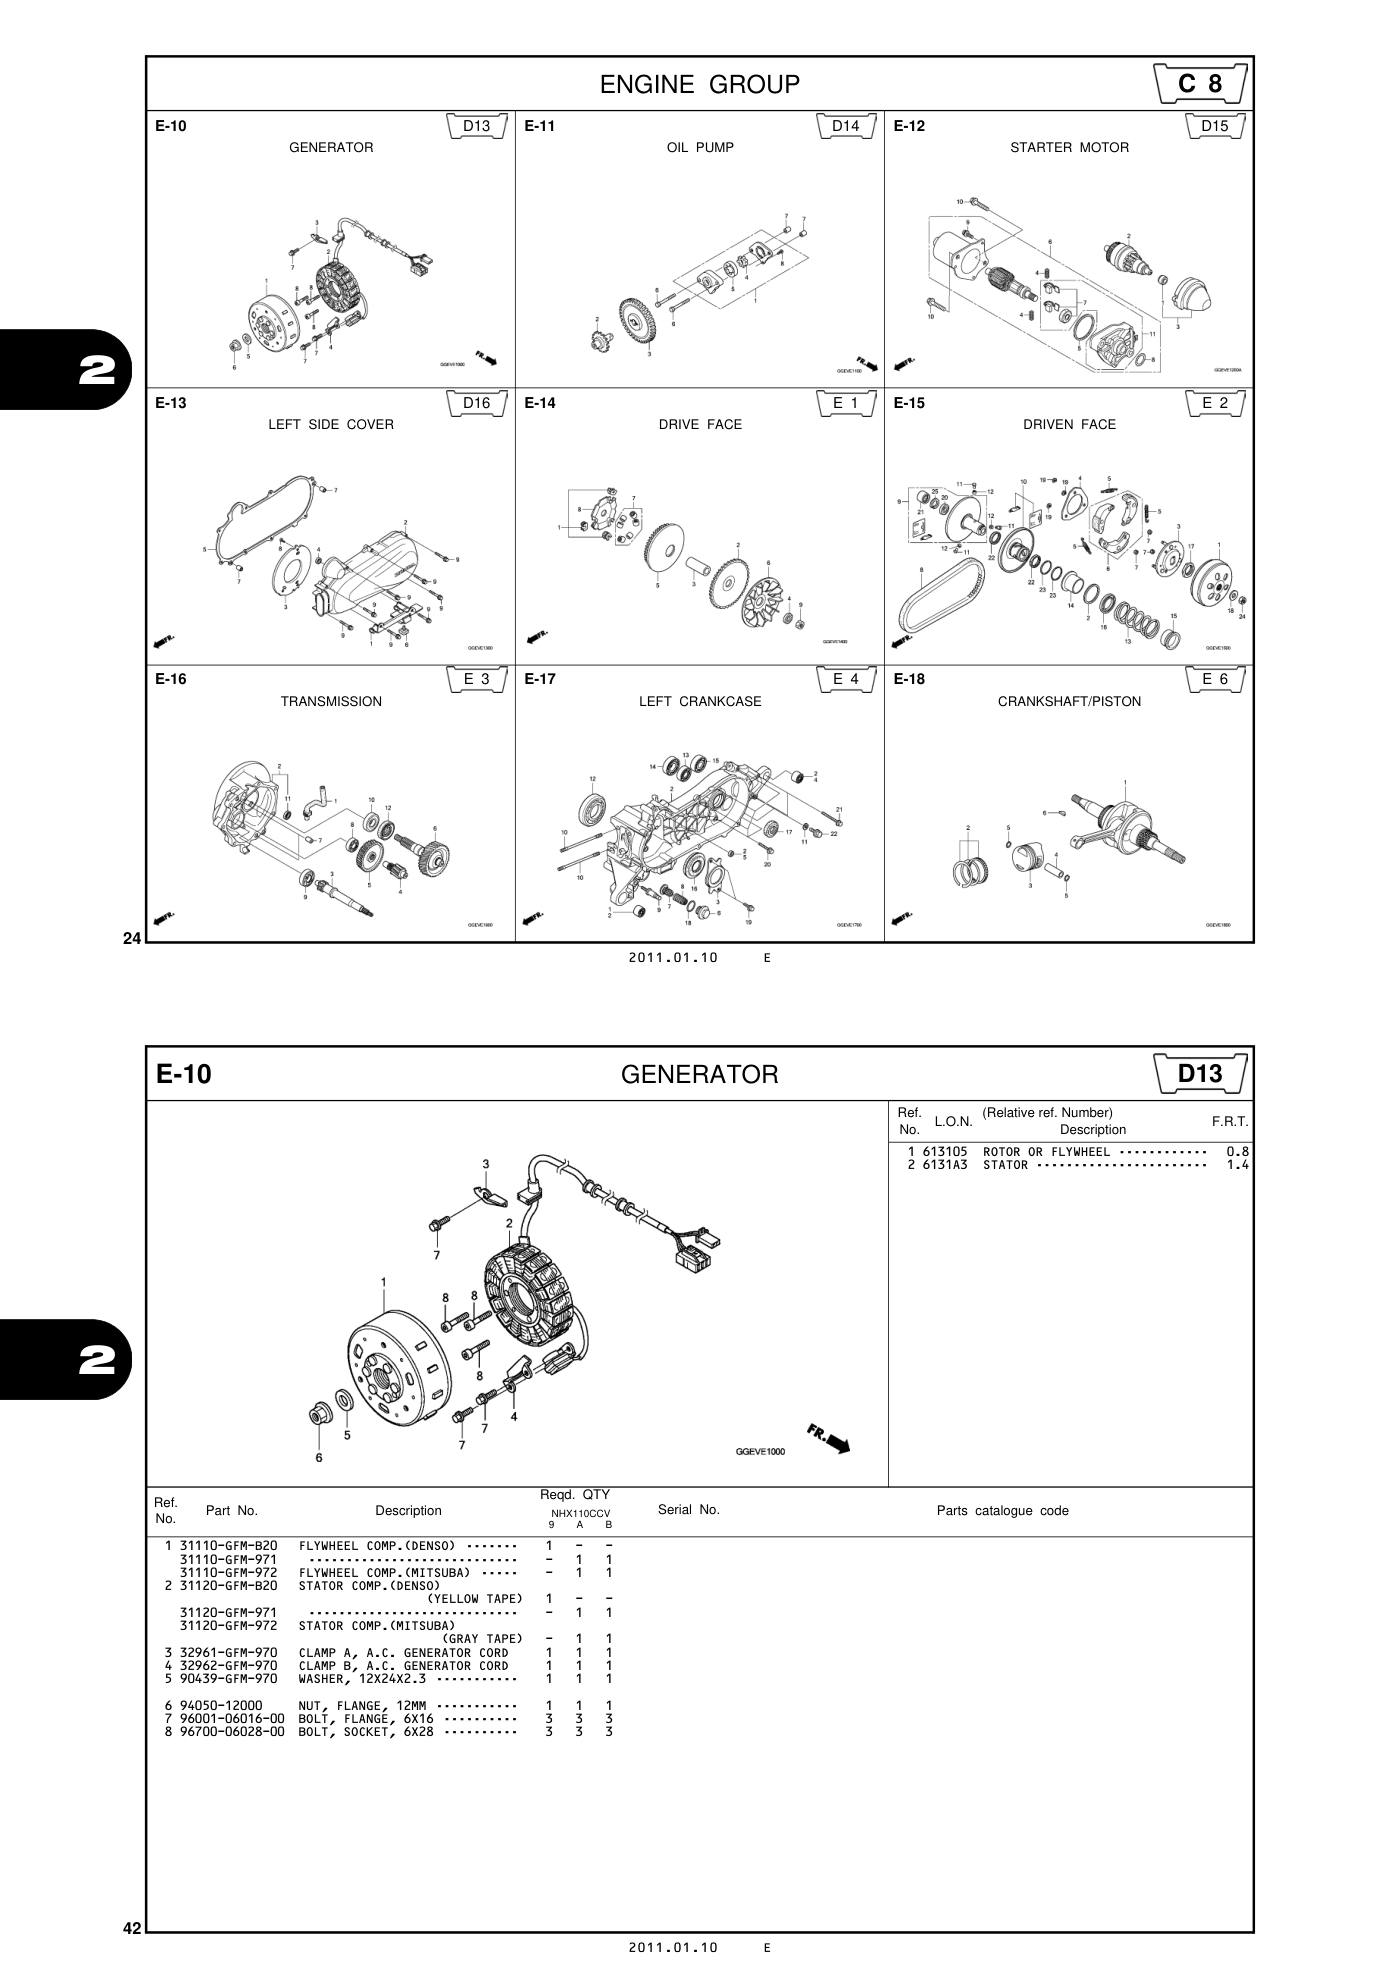 ENGINE GROUP
C 8
E-10
D13
GENERATOR
E-11
D14
OIL PUMP
E-12
D15
STARTER MOTOR
2
E-13
D16
LEFT SIDE COVER
E-14
E 1
DRIVE FACE
E-15
E 2
DRIVEN FACE
E-16
E 3
TRANSMISSION
E-17
E 4
LEFT CRANKCASE
E-18
E 6
CRANKSHAFT/PISTON
24
2011.01.10 E
E-10
GENERATOR
D13
Ref. No. L.O.N. (Relative ref. Number) Description F.R.T.
1 613105 ROTOR OR FLYWHEEL ············ 0.8
2 6131A3 STATOR ······················· 1.4
3
2
7
1
8
8
8
2
4
7
7
5
6
FR.
GGEVE1000
Ref. No. Part No. Description Reqd. QTY NHX110CCV 9 A B Serial No. Parts catalogue code
1 31110-GFM-B20 FLYWHEEL COMP.(DENSO) ······· 1 - -
31110-GFM-971 ···························· - 1 1
31110-GFM-972 FLYWHEEL COMP.(MITSUBA) ····· - 1 1
2 31120-GFM-B20 STATOR COMP.(DENSO)
(YELLOW TAPE) 1 - -
31120-GFM-971 ···························· - 1 1
31120-GFM-972 STATOR COMP.(MITSUBA)
(GRAY TAPE) - 1 1
3 32961-GFM-970 CLAMP A, A.C. GENERATOR CORD 1 1 1
4 32962-GFM-970 CLAMP B, A.C. GENERATOR CORD 1 1 1
5 90439-GFM-970 WASHER, 12X24X2.3 ··········· 1 1 1
6 94050-12000 NUT, FLANGE, 12MM ··········· 1 1 1
7 96001-06016-00 BOLT, FLANGE, 6X16 ·········· 3 3 3
8 96700-06028-00 BOLT, SOCKET, 6X28 ·········· 3 3 3
42
2011.01.10 E